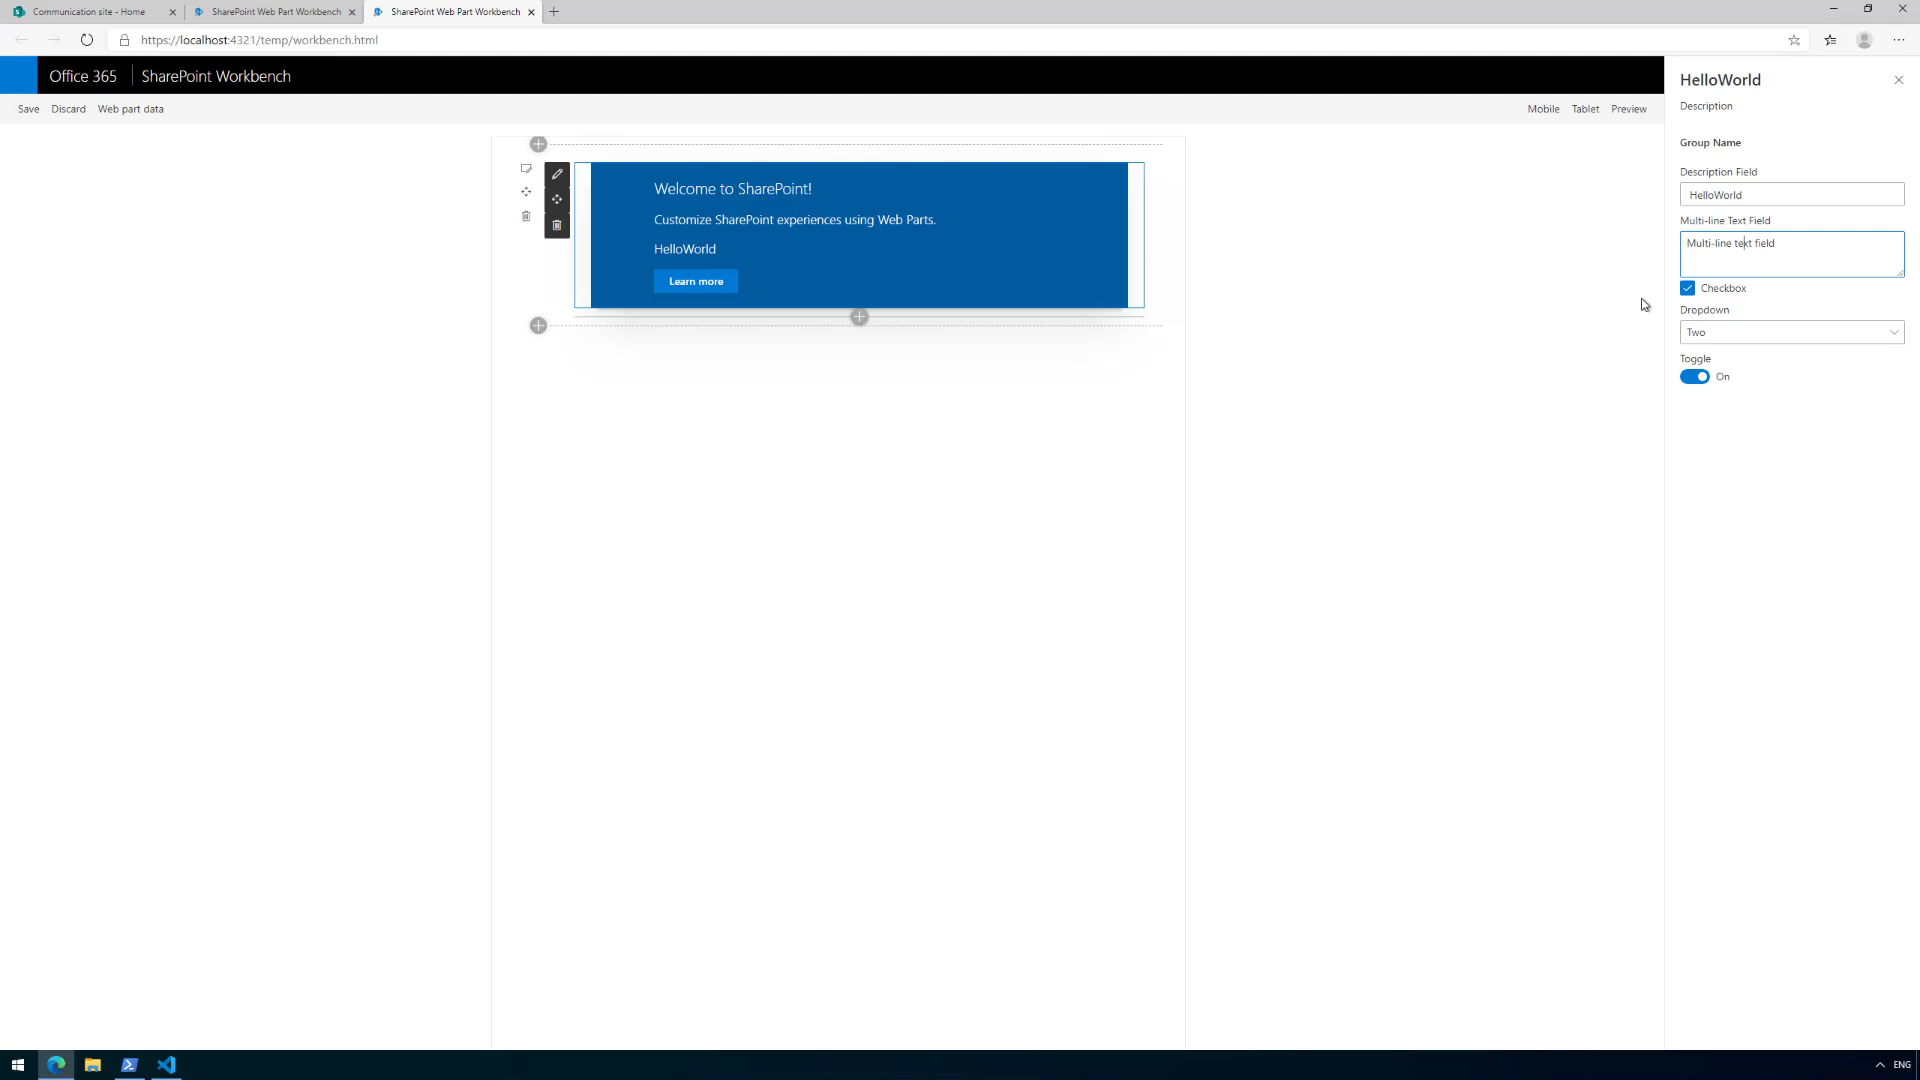 Communication site - Home
SharePoint Web Part Workbench
SharePoint Web Part Workbench
https://localhost:4321/temp/workbench.html
Office 365
SharePoint Workbench
Save
Discard
Web part data
Mobile
Tablet
Preview
Welcome to SharePoint!
Customize SharePoint experiences using Web Parts.
HelloWorld
Learn more
HelloWorld
Description
Group Name
Description Field
HelloWorld
Multi-line Text Field
Multi-line text field
Checkbox
Dropdown
Two
Toggle
On
ENG